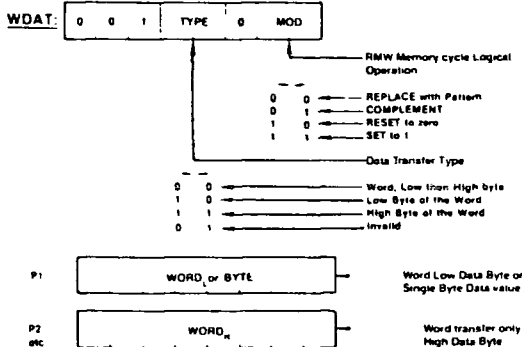 WDAT: 0 0 1 TYPE 0 MOD
RMW Memory cycle Logical
Operation
0 0 REPLACE with Pattern
0 1 COMPLEMENT
1 0 RESET to zero
1 1 SET to 1
Data Transfer Type
0 0 Word, Low then High byte
1 0 Low Byte of the Word
1 1 High Byte of the Word
0 1 Invalid
P1 WORD L or BYTE Word Low Data Byte or
Single Byte Data value
P2 WORD H Word transfer only
etc High Data Byte